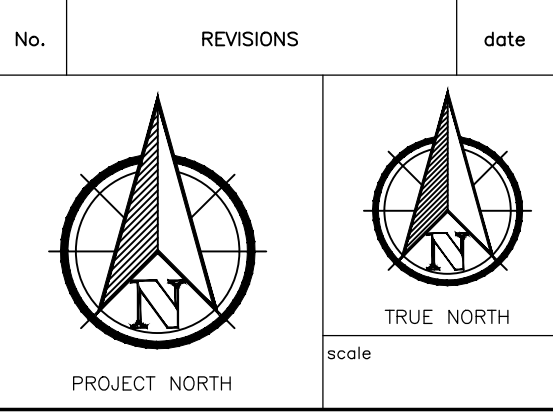 No. REVISIONS date
N N
TRUE NORTH
scale
PROJECT NORTH